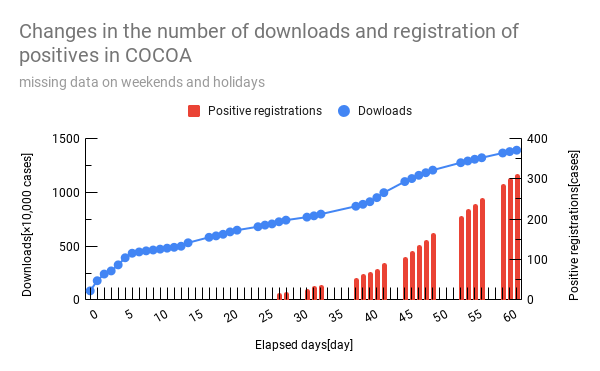 Changes in the number of downloads and registration of
positives in COCOA
missing data on weekends and holidays
Positive registrations
Dowloads
Downloads[×10,000 cases]
1500
1000
500
0
Positive registrations[cases]
400
300
200
100
0
0 5 10 15 20 25 30 35 40 45 50 55 60
Elapsed days[day]